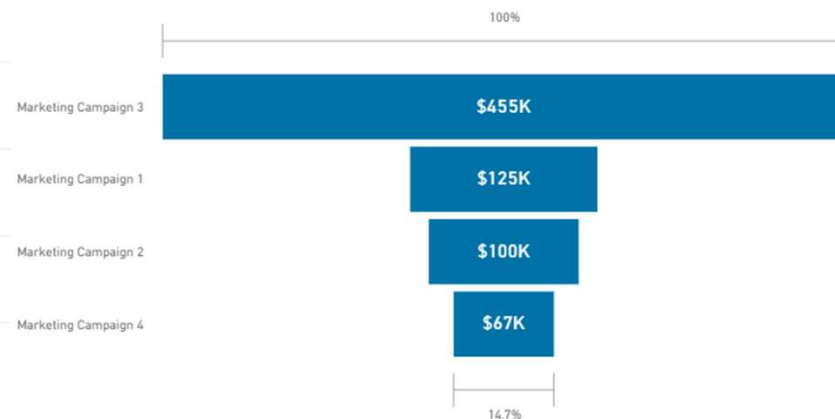 100%
Marketing Campaign 3 $455K
Marketing Campaign 1 $125K
Marketing Campaign 2 $100K
Marketing Campaign 4 $67K
14.7%